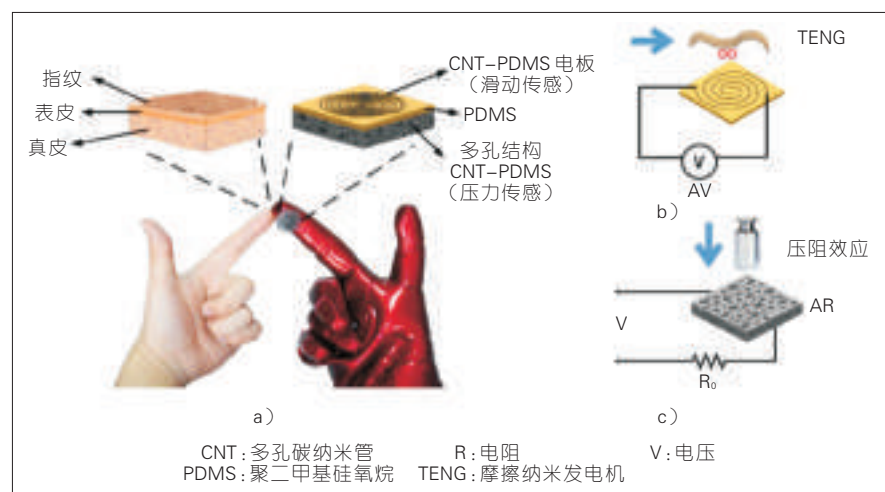 指纹
表皮
真皮
CNT–PDMS 电板
（滑动传感）
PDMS
多孔结构
CNT–PDMS
（压力传感）
a）
TENG
V
AV
b）
压阻效应
AR
V
R₀
c）
CNT：多孔碳纳米管 R：电阻 V：电压
PDMS：聚二甲基硅氧烷 TENG：摩擦纳米发电机